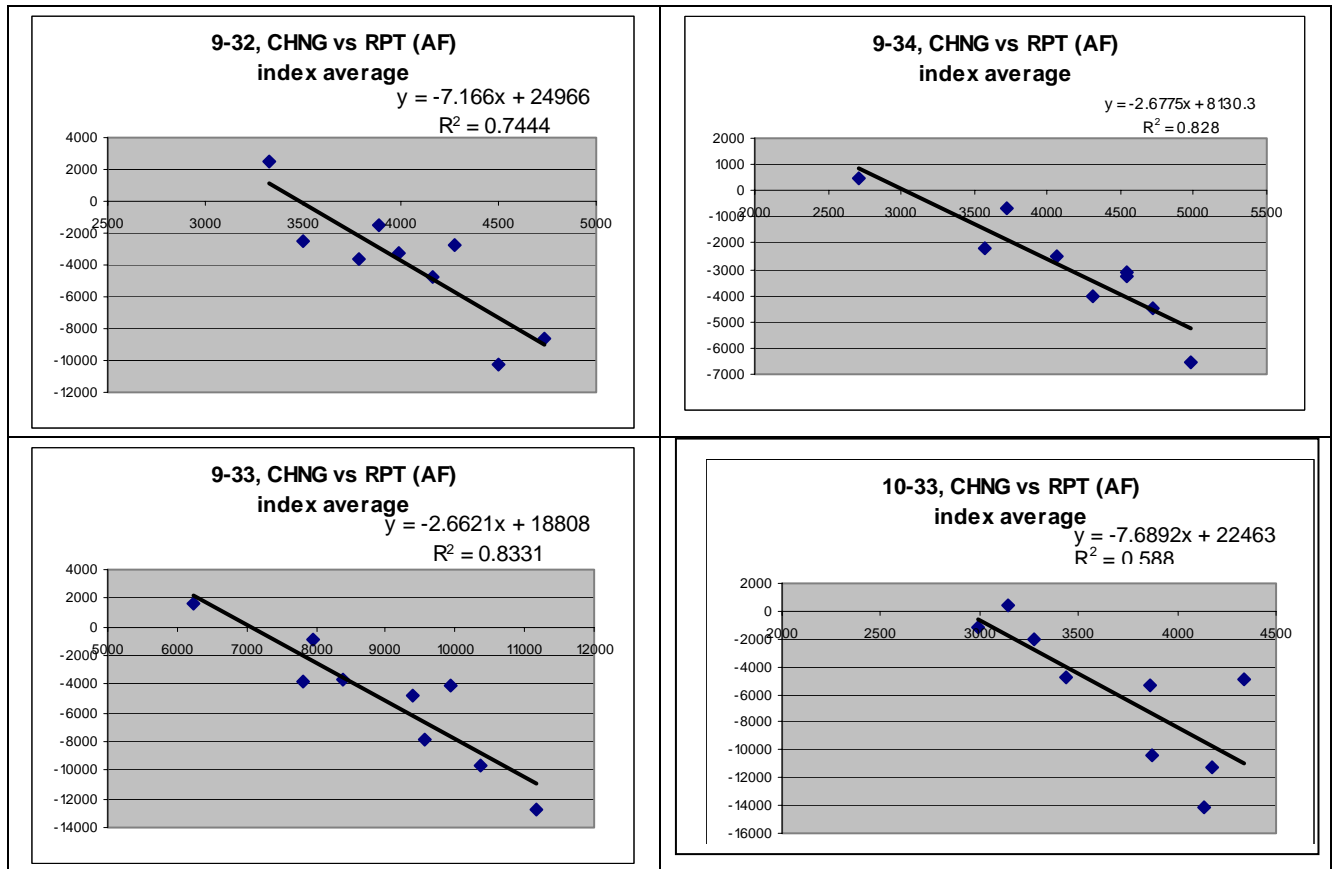 9-32, CHNG vs RPT (AF)
index average
y = -7.166x + 24966
R² = 0.7444
4000
2000
0
-2000
-4000
-6000
-8000
-10000
-12000
2500 3000 3500 4000 4500 5000
9-34, CHNG vs RPT (AF)
index average
y = -2.6775x + 8130.3
R² = 0.828
2000
1000
0
-1000
-2000
-3000
-4000
-5000
-6000
-7000
2000 2500 3000 3500 4000 4500 5000 5500
9-33, CHNG vs RPT (AF)
index average
y = -2.6621x + 18808
R² = 0.8331
4000
2000
0
-2000
-4000
-6000
-8000
-10000
-12000
-14000
5000 6000 7000 8000 9000 10000 11000 12000
10-33, CHNG vs RPT (AF)
index average
y = -7.6892x + 22463
R² = 0.588
2000
0
-2000
-4000
-6000
-8000
-10000
-12000
-14000
-16000
2000 2500 3000 3500 4000 4500